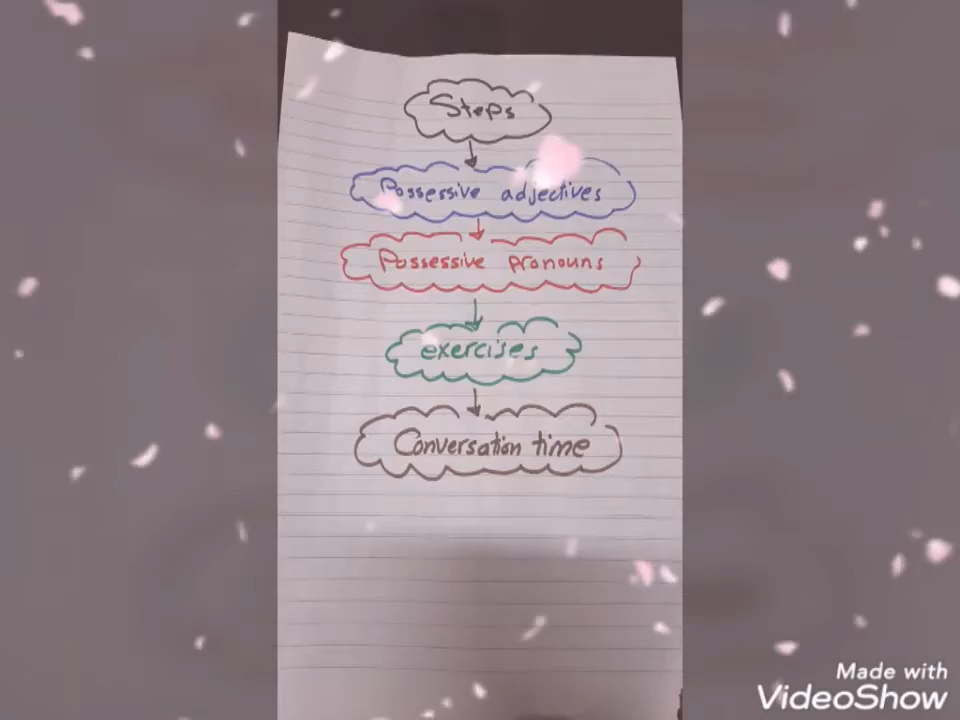 Steps
Possessive adjectives
Possessive pronouns
exercises
Conversation time
Made with
VideoShow